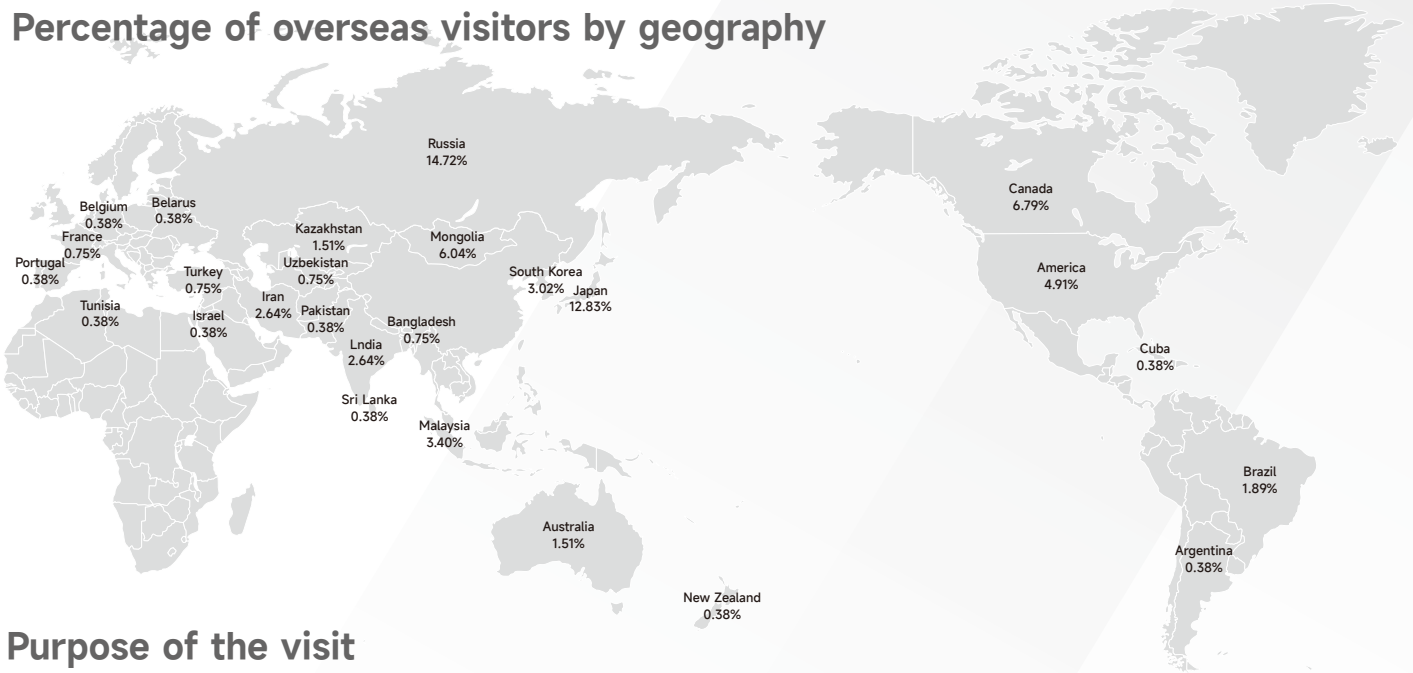 Percentage of overseas visitors by geography
Russia
14.72%
Canada
6.79%
Belgium
0.38%
Belarus
0.38%
France
0.75%
Kazakhstan
1.51%
Mongolia
6.04%
Portugal
0.38%
Turkey
0.75%
Uzbekistan
0.75%
South Korea
3.02%
Japan
12.83%
America
4.91%
Tunisia
0.38%
Israel
0.38%
Iran
2.64%
Pakistan
0.38%
Bangladesh
0.75%
Lndia
2.64%
Cuba
0.38%
Sri Lanka
0.38%
Malaysia
3.40%
Brazil
1.89%
Australia
1.51%
Argentina
0.38%
New Zealand
0.38%
Purpose of the visit